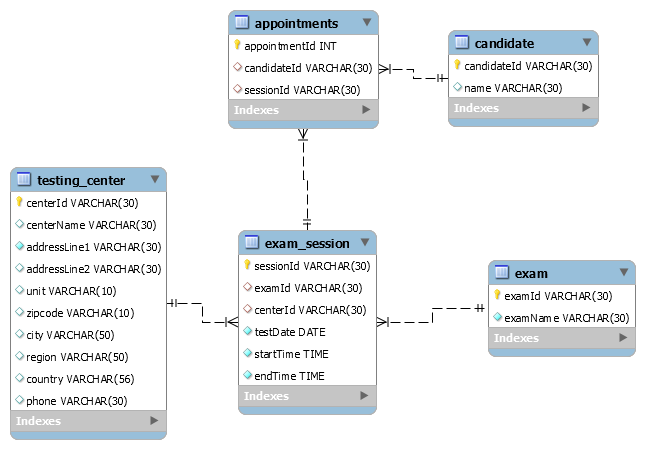 appointments
appointmentId INT
candidateId VARCHAR(30)
sessionId VARCHAR(30)
Indexes
candidate
candidateId VARCHAR(30)
name VARCHAR(30)
Indexes
testing_center
centerId VARCHAR(30)
centerName VARCHAR(30)
addressLine1 VARCHAR(30)
addressLine2 VARCHAR(30)
unit VARCHAR(10)
zipcode VARCHAR(10)
city VARCHAR(50)
region VARCHAR(50)
country VARCHAR(56)
phone VARCHAR(30)
Indexes
exam_session
sessionId VARCHAR(30)
examId VARCHAR(30)
centerId VARCHAR(30)
testDate DATE
startTime TIME
endTime TIME
Indexes
exam
examId VARCHAR(30)
examName VARCHAR(30)
Indexes